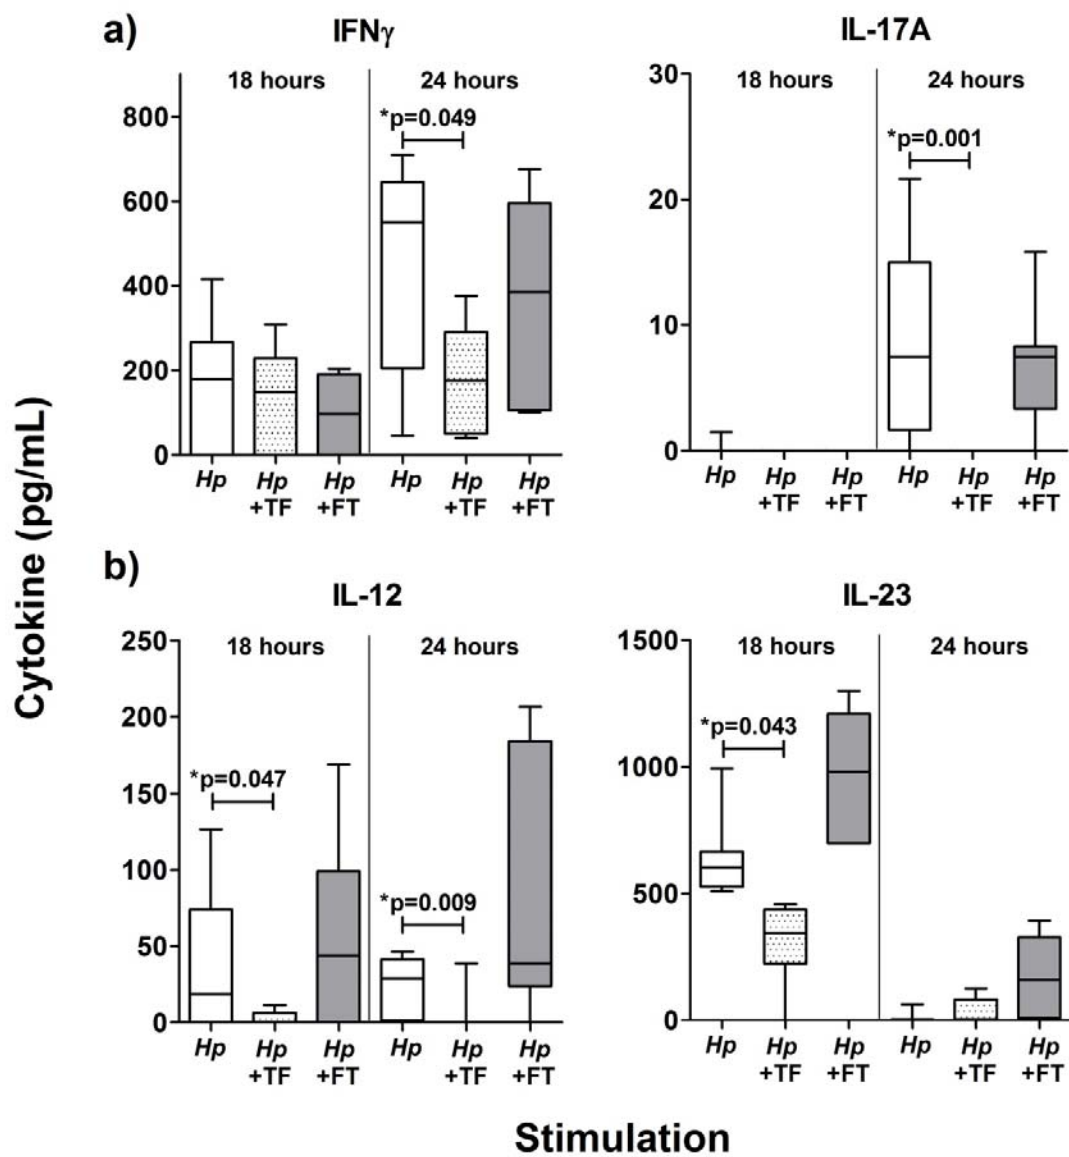 a)
IFNγ
18 hours
24 hours
*p=0.049
800
600
400
200
0
Hp
Hp
+TF
Hp
+FT
Hp
Hp
+TF
Hp
+FT
IL-17A
18 hours
24 hours
*p=0.001
30
20
10
0
Hp
Hp
+TF
Hp
+FT
Hp
Hp
+TF
Hp
+FT
Cytokine (pg/mL)
b)
IL-12
18 hours
24 hours
*p=0.047
*p=0.009
250
200
150
100
50
0
Hp
Hp
+TF
Hp
+FT
Hp
Hp
+TF
Hp
+FT
IL-23
18 hours
24 hours
*p=0.043
1500
1000
500
0
Hp
Hp
+TF
Hp
+FT
Hp
Hp
+TF
Hp
+FT
Stimulation